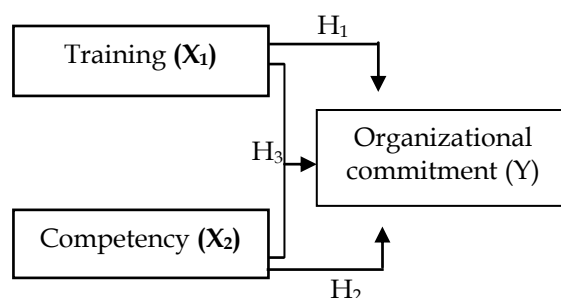 Training (X₁)
H₁
Organizational
commitment (Y)
H₃
Competency (X₂)
H₂